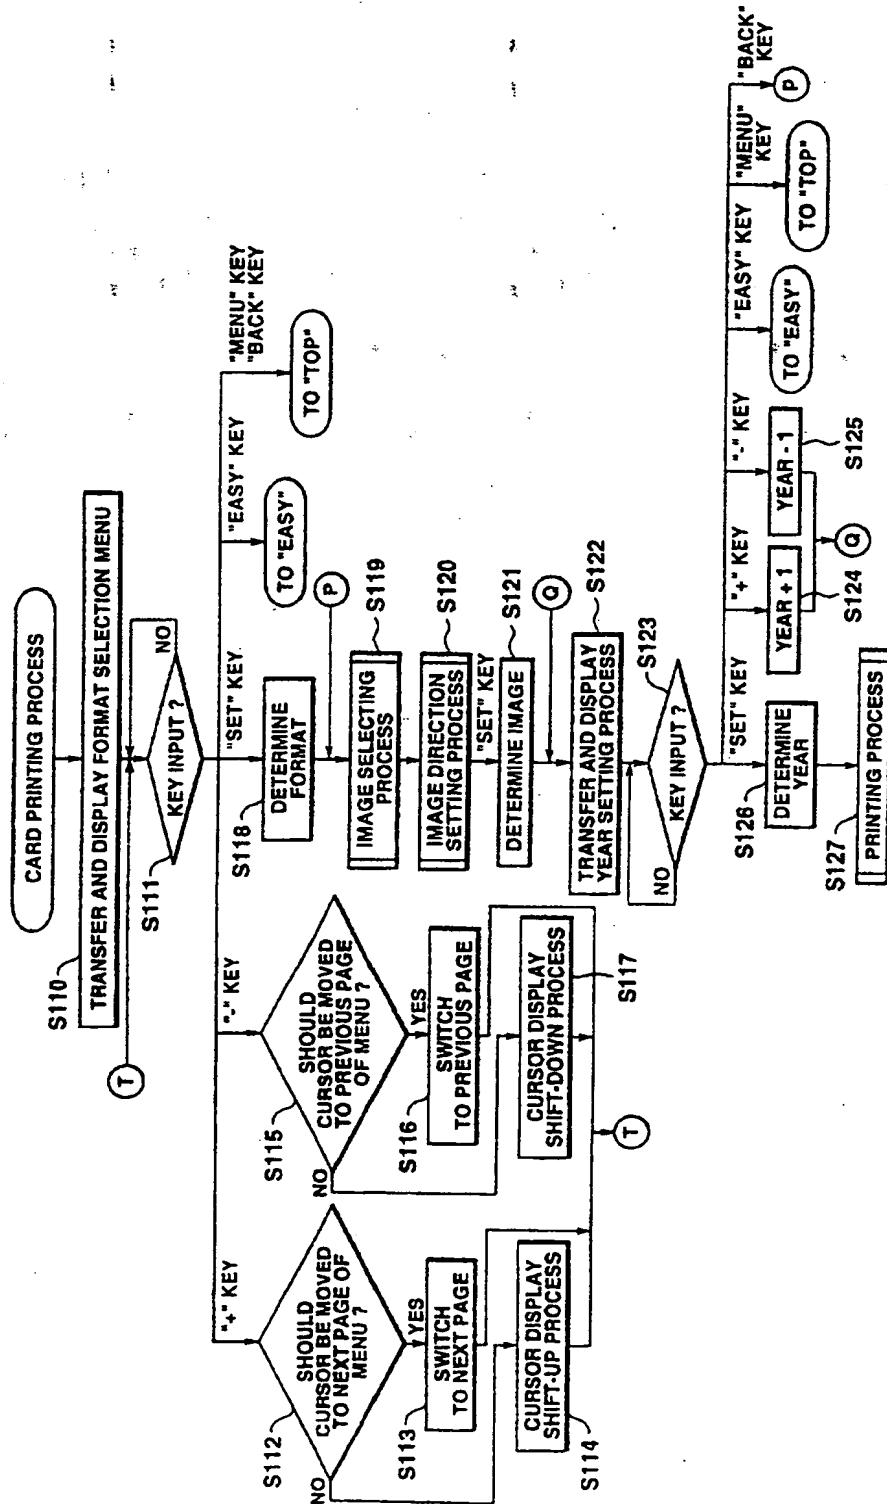 CARD PRINTING PROCESS
S110
TRANSFER AND DISPLAY FORMAT SELECTION MENU
T
S111
KEY INPUT ?
NO
"+" KEY
"-" KEY
"SET" KEY
"EASY" KEY
"MENU" KEY
"BACK" KEY
S112
SHOULD
CURSOR BE MOVED
TO NEXT PAGE OF
MENU ?
NO
YES
S113
SWITCH
TO NEXT PAGE
S114
CURSOR DISPLAY
SHIFT-UP PROCESS
S115
SHOULD
CURSOR BE MOVED
TO PREVIOUS PAGE
OF MENU ?
NO
YES
S116
SWITCH
TO PREVIOUS PAGE
S117
CURSOR DISPLAY
SHIFT-DOWN PROCESS
T
S118
DETERMINE
FORMAT
TO "EASY"
TO "TOP"
P
S119
IMAGE SELECTING
PROCESS
S120
IMAGE DIRECTION
SETTING PROCESS
"SET" KEY
S121
DETERMINE IMAGE
Q
S122
TRANSFER AND DISPLAY
YEAR SETTING PROCESS
S123
KEY INPUT ?
NO
"SET" KEY
"+" KEY
"-" KEY
"EASY" KEY
"MENU"
KEY
"BACK"
KEY
S126
DETERMINE
YEAR
YEAR + 1
S124
YEAR - 1
S125
TO "EASY"
TO "TOP"
P
Q
S127
PRINTING PROCESS